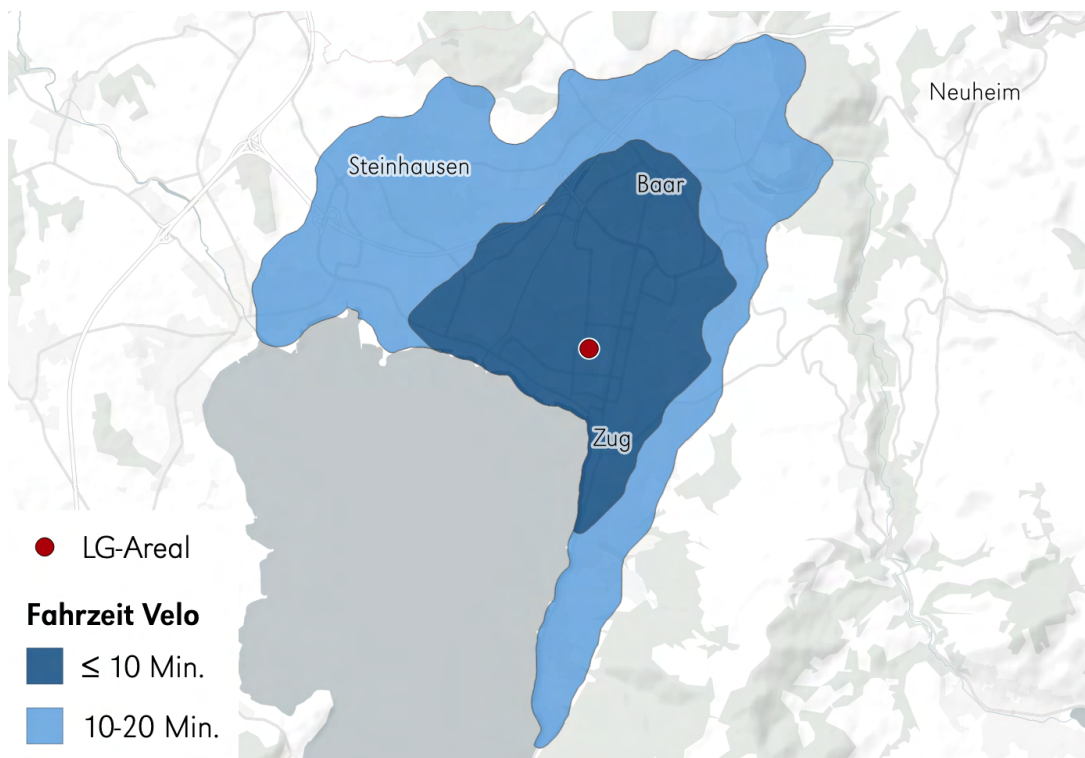 Neuheim
Steinhausen
Baar
Zug
LG-Areal
Fahrzeit Velo
≤ 10 Min.
10-20 Min.